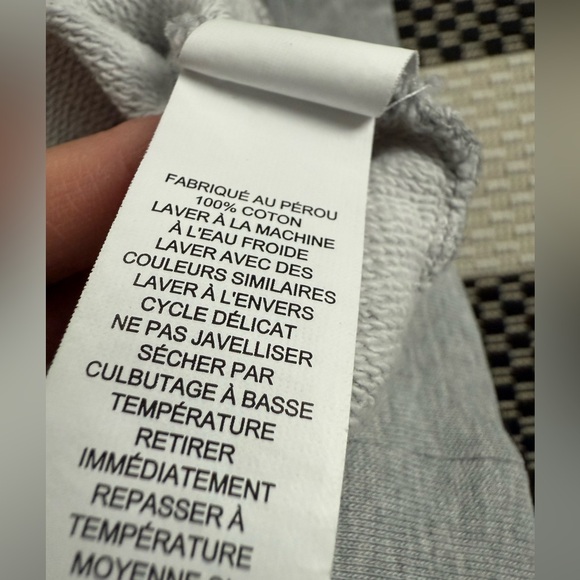 FABRIQUÉ AU PÉROU
100% COTON
LAVER À LA MACHINE
À L'EAU FROIDE
LAVER AVEC DES
COULEURS SIMILAIRES
LAVER À L'ENVERS
CYCLE DÉLICAT
NE PAS JAVELLISER
SÉCHER PAR
CULBUTAGE À BASSE
TEMPÉRATURE
RETIRER
IMMÉDIATEMENT
REPASSER À
TEMPÉRATURE
MOYENNE